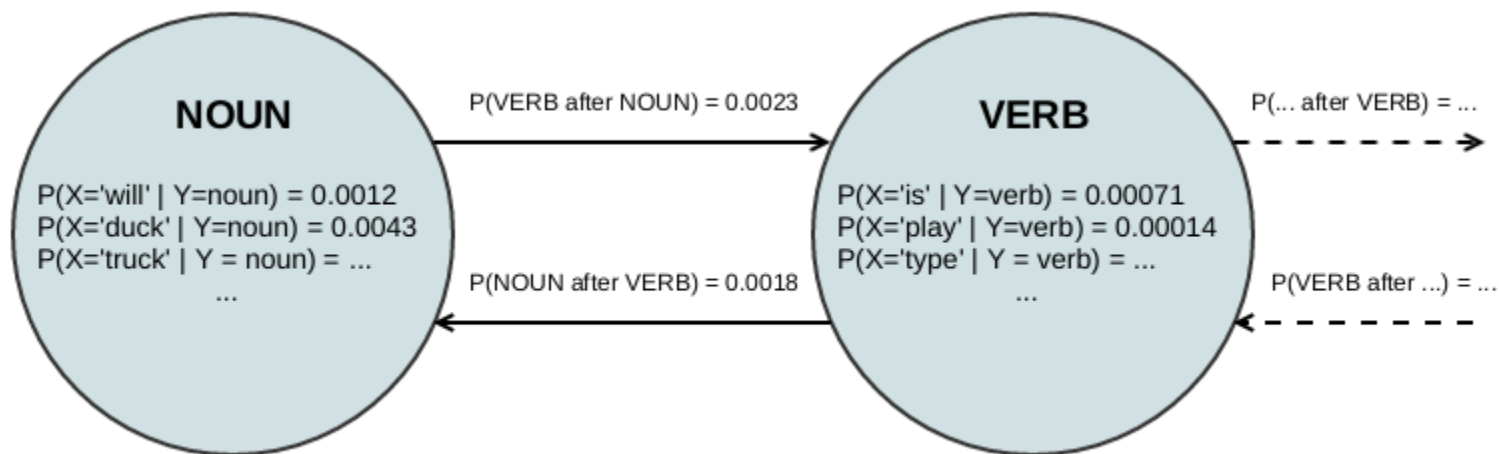 NOUN
P(X='will' | Y=noun) = 0.0012
P(X='duck' | Y=noun) = 0.0043
P(X='truck' | Y = noun) = ...
...
P(VERB after NOUN) = 0.0023
P(NOUN after VERB) = 0.0018
VERB
P(X='is' | Y=verb) = 0.00071
P(X='play' | Y=verb) = 0.00014
P(X='type' | Y = verb) = ...
...
P(... after VERB) = ...
P(VERB after ...) = ...